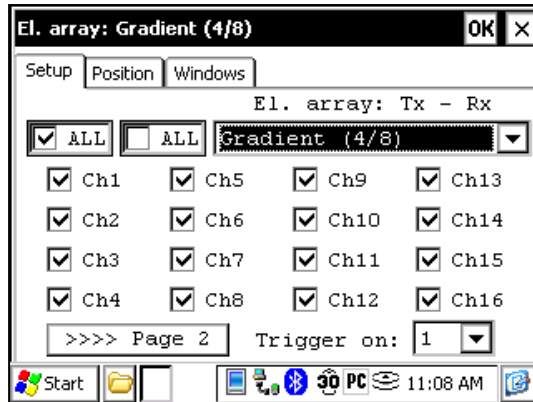 El. array: Gradient (4/8) OK ×
Setup Position Windows
El. array: Tx - Rx
ALL ALL Gradient (4/8)
Ch1 Ch5 Ch9 Ch13
Ch2 Ch6 Ch10 Ch14
Ch3 Ch7 Ch11 Ch15
Ch4 Ch8 Ch12 Ch16
>>>> Page 2 Trigger on: 1
Start 30 PC 11:08 AM